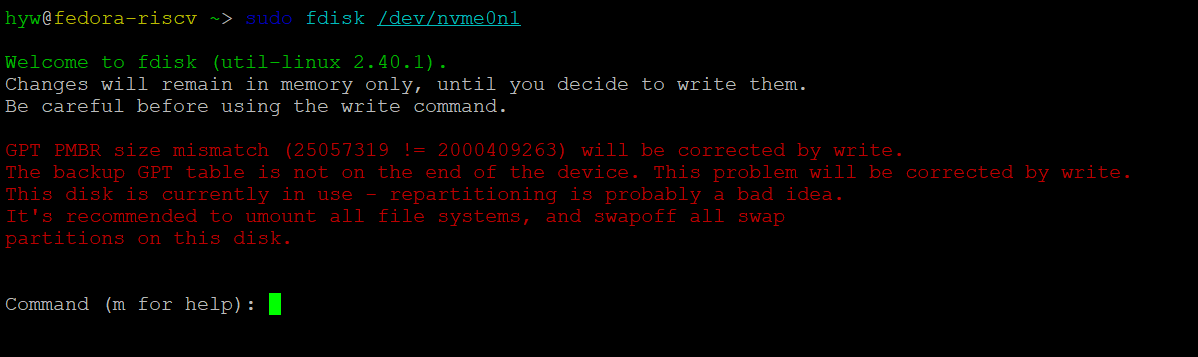 hyw@fedora-riscv ~> sudo fdisk /dev/nvme0n1
Welcome to fdisk (util-linux 2.40.1).
Changes will remain in memory only, until you decide to write them.
Be careful before using the write command.
GPT PMBR size mismatch (25057319 != 2000409263) will be corrected by write.
The backup GPT table is not on the end of the device. This problem will be corrected by write.
This disk is currently in use - repartitioning is probably a bad idea.
It's recommended to umount all file systems, and swapoff all swap
partitions on this disk.
Command (m for help):